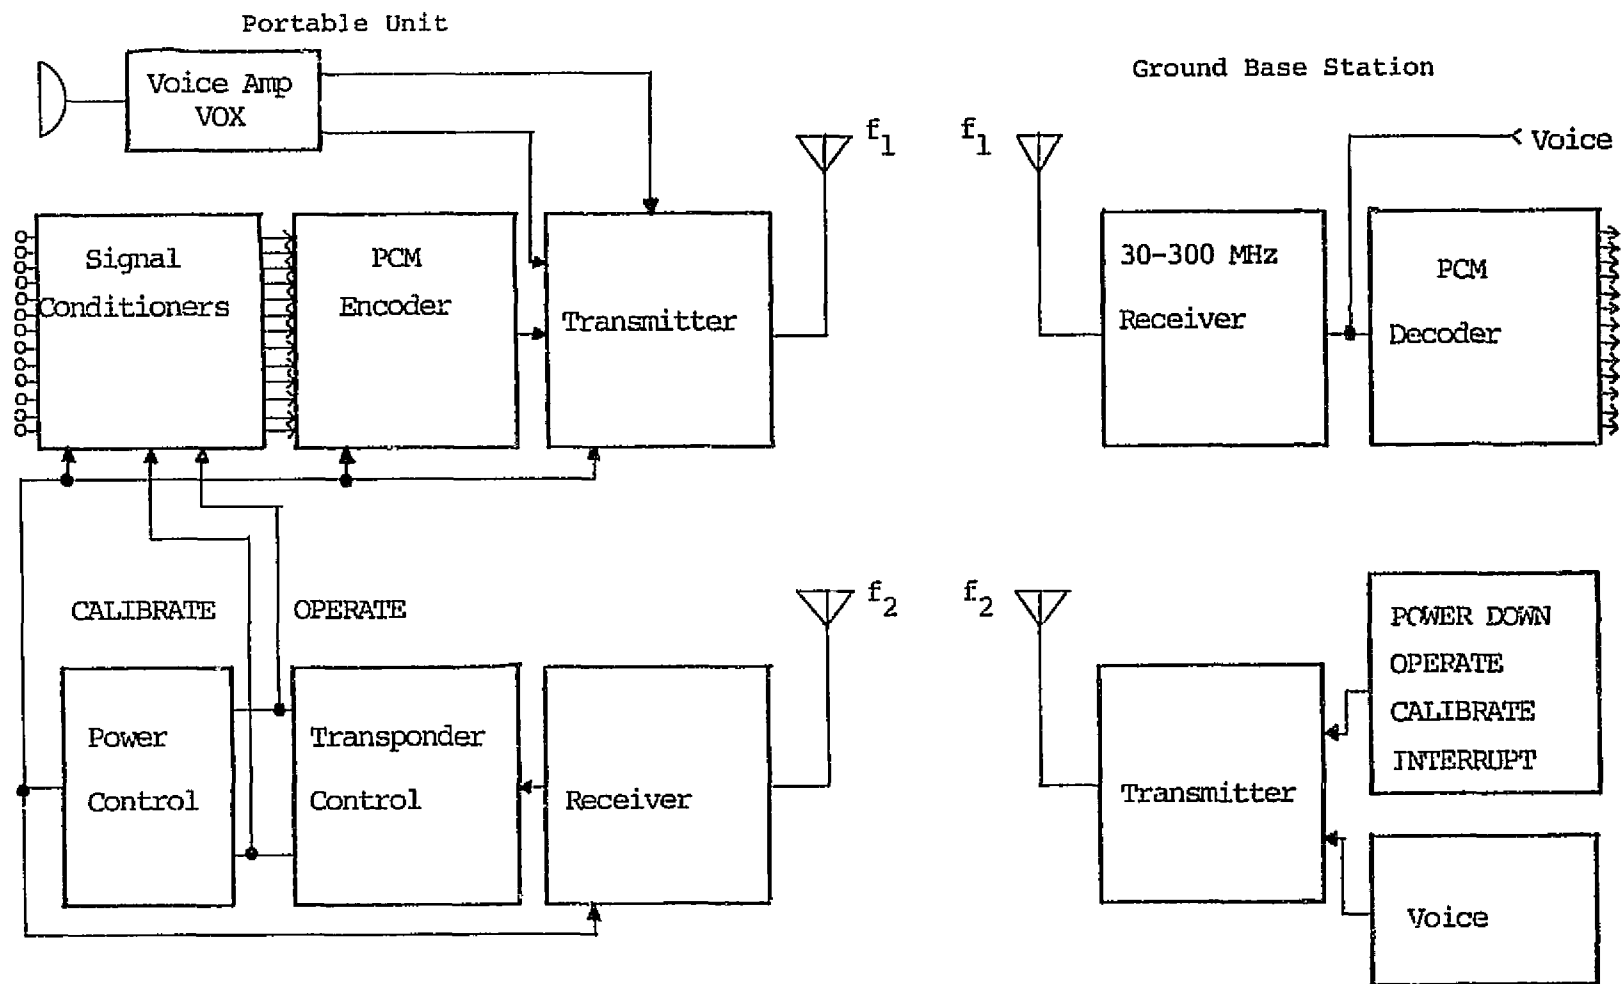 Portable Unit
Ground Base Station
Voice Amp
VOX
f1
f1
Voice
Signal
Conditioners
PCM
Encoder
Transmitter
30-300 MHz
Receiver
PCM
Decoder
CALIBRATE
OPERATE
f2
f2
Power
Control
Transponder
Control
Receiver
Transmitter
POWER DOWN
OPERATE
CALIBRATE
INTERRUPT
Voice